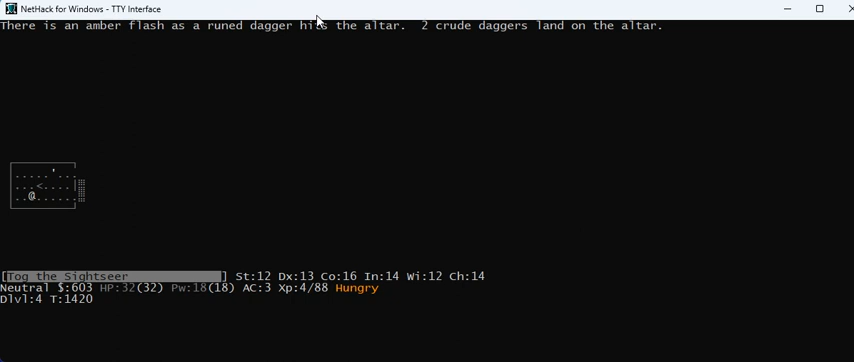 NetHack for Windows - TTY Interface
There is an amber flash as a runed dagger hits the altar.  2 crude daggers land on the altar.
.....'...
...<....|
..@......
[Tog the Sightseer] St:12 Dx:13 Co:16 In:14 Wi:12 Ch:14
Neutral $:603 HP:32(32) Pw:18(18) AC:3 Xp:4/88 Hungry
Dlvl:4 T:1420